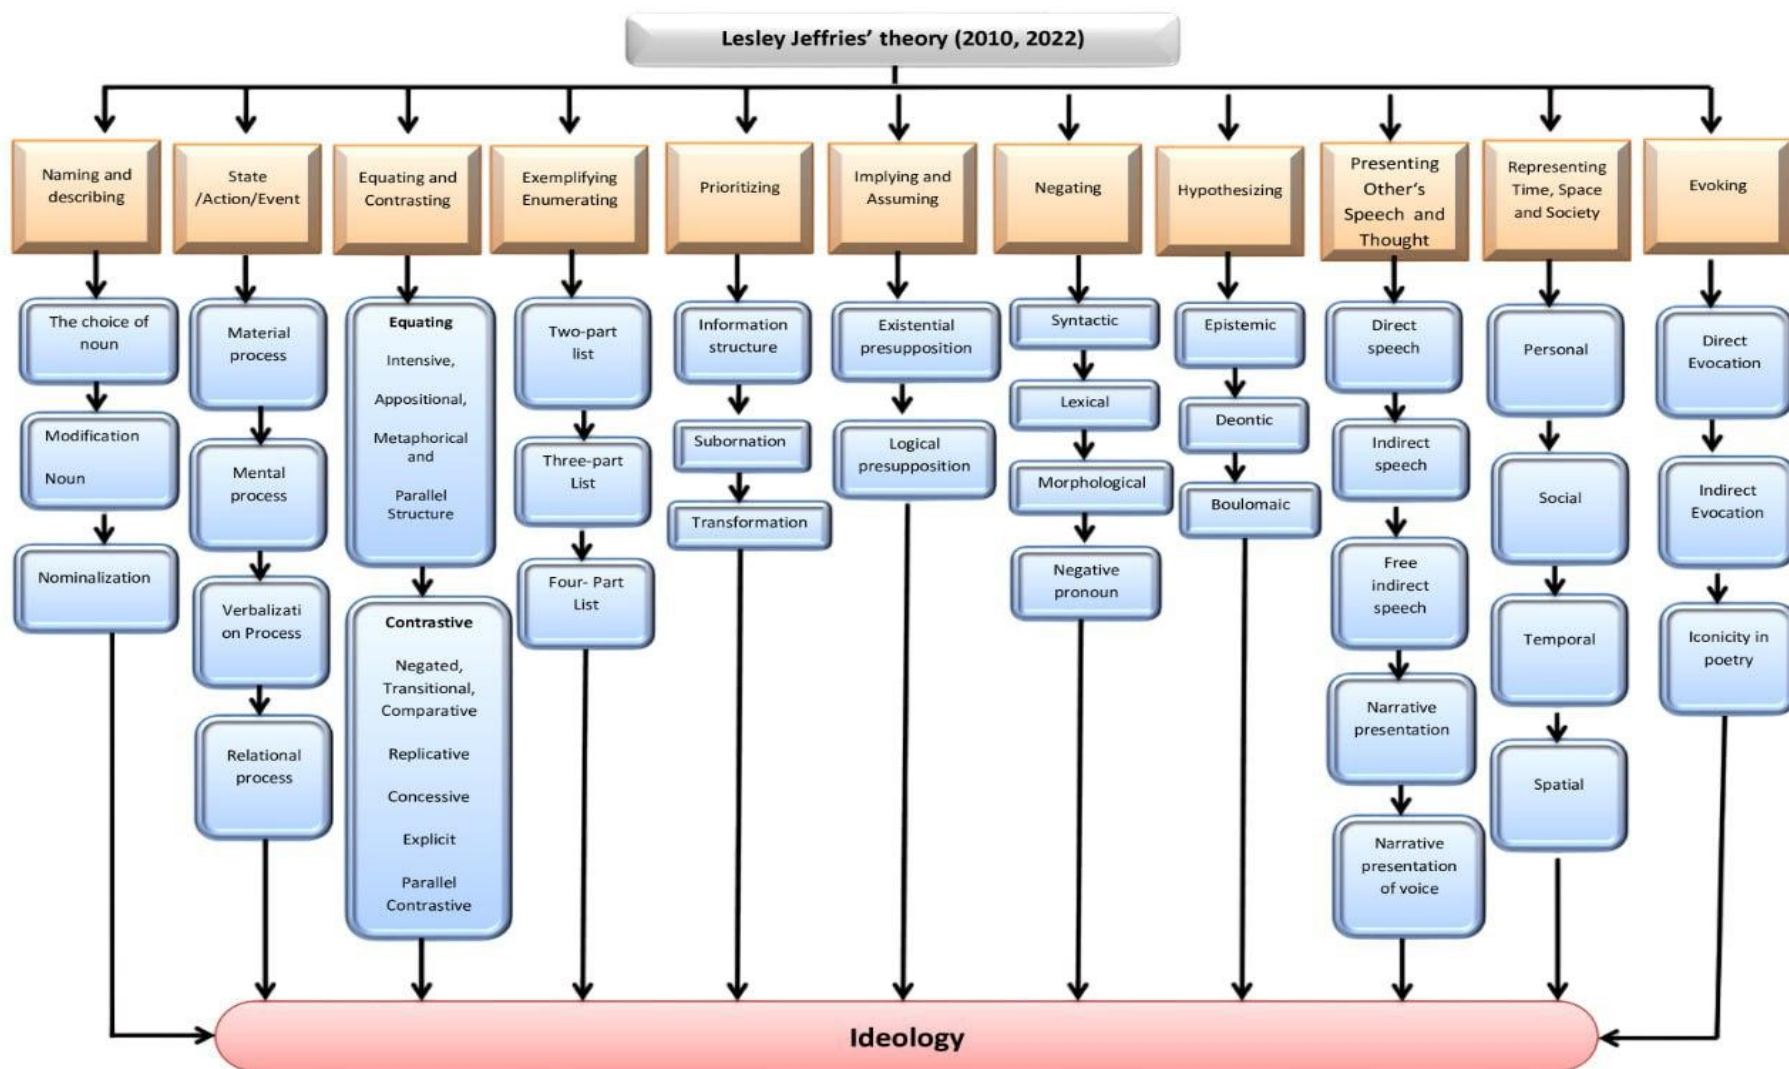 Lesley Jeffries’ theory (2010, 2022)
Naming and
describing
State
/Action/Event
Equating and
Contrasting
Exemplifying
Enumerating
Prioritizing
Implying and
Assuming
Negating
Hypothesizing
Presenting
Other’s
Speech and
Thought
Representing
Time, Space
and Society
Evoking
The choice of
noun
Modification
Noun
Nominalization
Material
process
Mental
process
Verbalizati
on Process
Relational
process
Equating
Intensive,
Appositional,
Metaphorical
and
Parallel
Structure
Contrastive
Negated,
Transitional,
Comparative
Replicative
Concessive
Explicit
Parallel
Contrastive
Two-part
list
Three-part
List
Four- Part
List
Information
structure
Subornation
Transformation
Existential
presupposition
Logical
presupposition
Syntactic
Lexical
Morphological
Negative
pronoun
Epistemic
Deontic
Boulomaic
Direct
speech
Indirect
speech
Free
indirect
speech
Narrative
presentation
Narrative
presentation
of voice
Personal
Social
Temporal
Spatial
Direct
Evocation
Indirect
Evocation
Iconicity in
poetry
Ideology